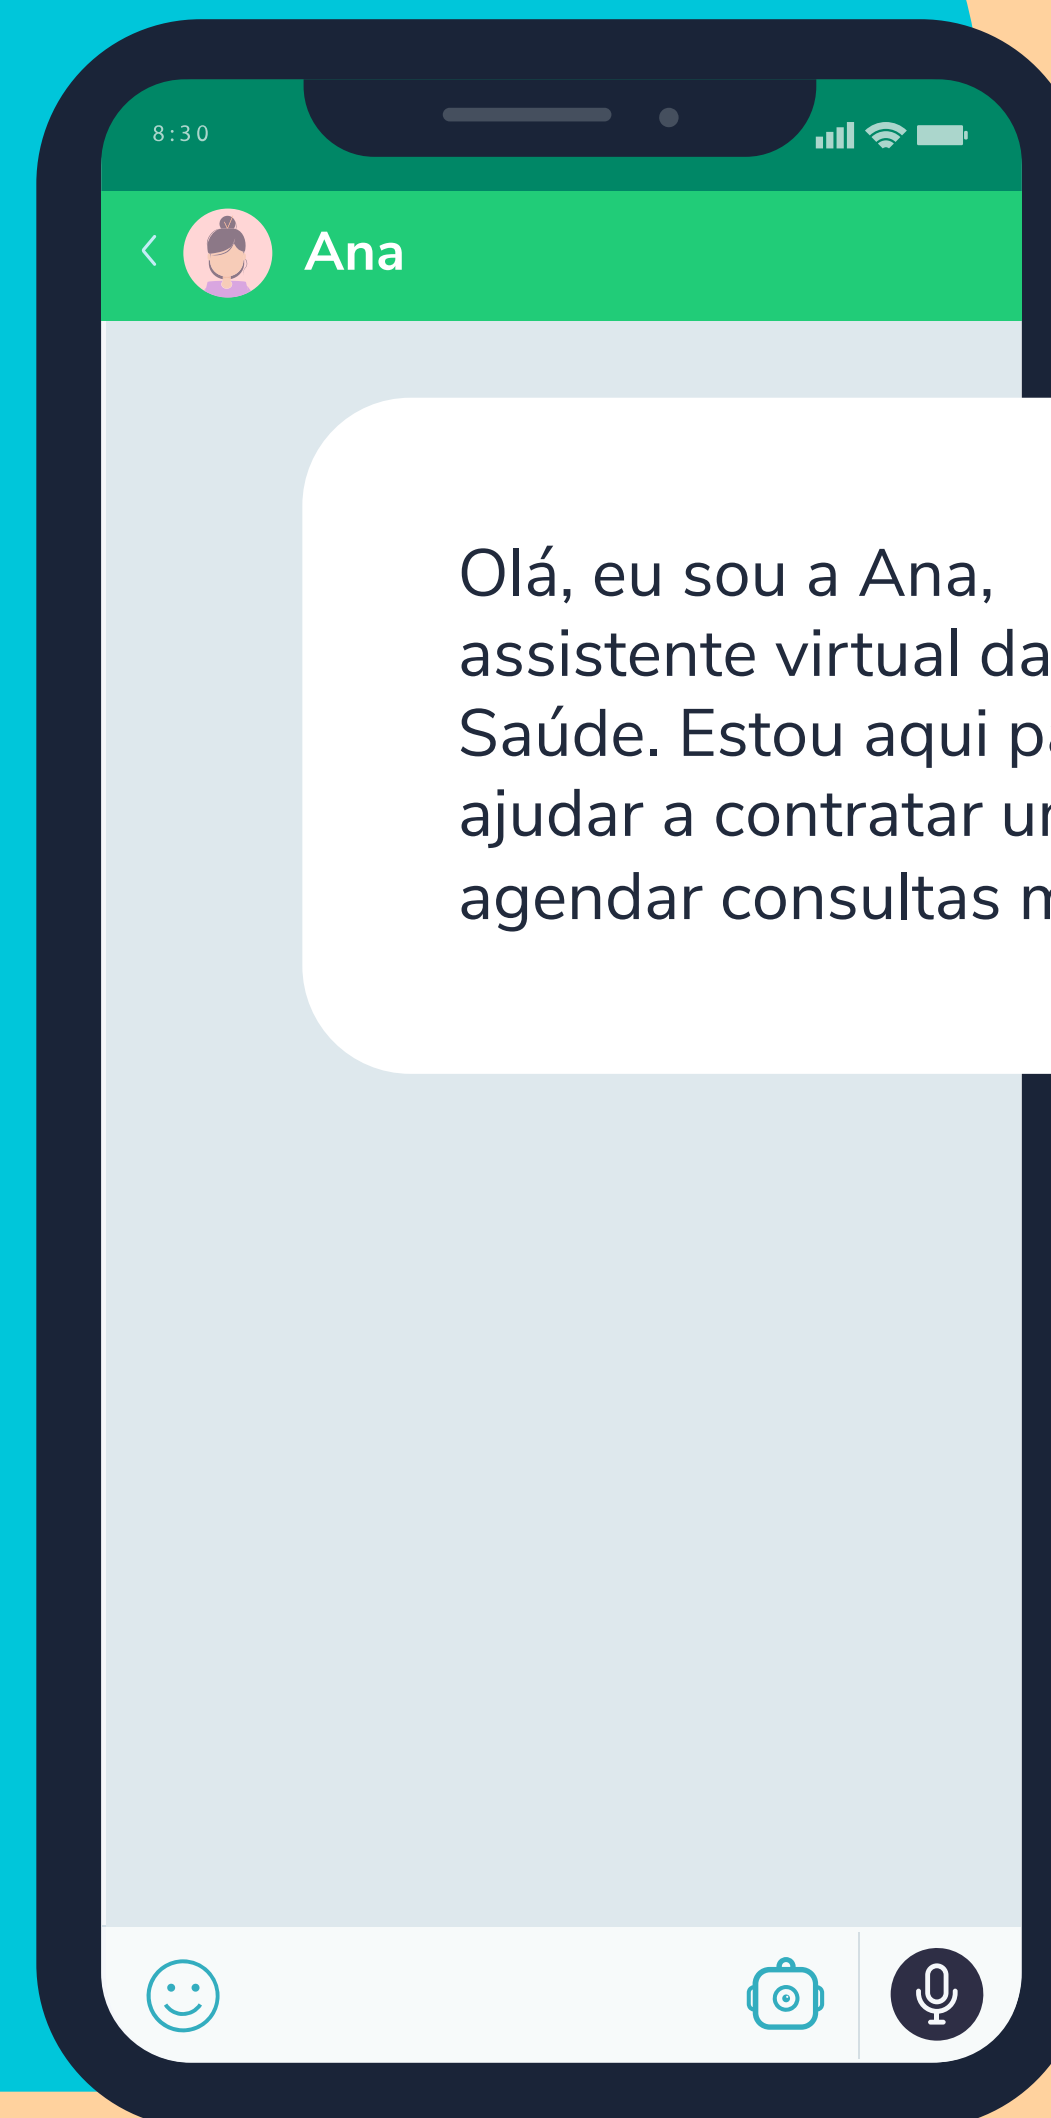 8:30
Ana
Olá, eu sou a Ana,
assistente virtual da
Saúde. Estou aqui
ajudar a contratar
agendar consultas